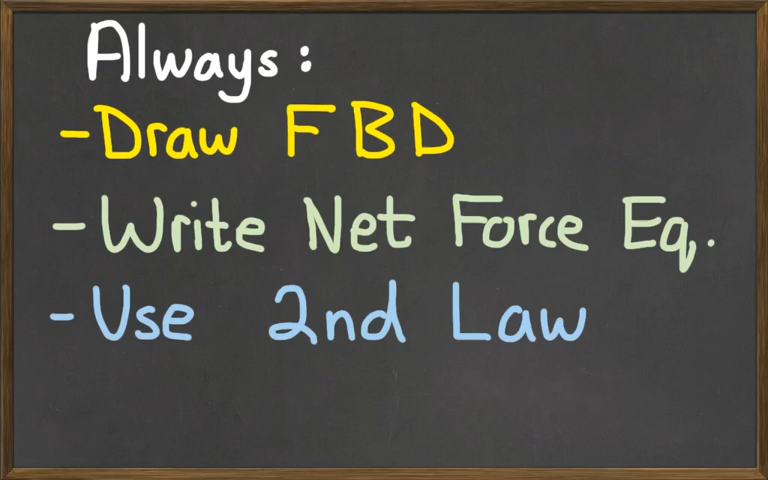 Always:
- Draw FBD
- Write Net Force Eq.
- Use 2nd Law